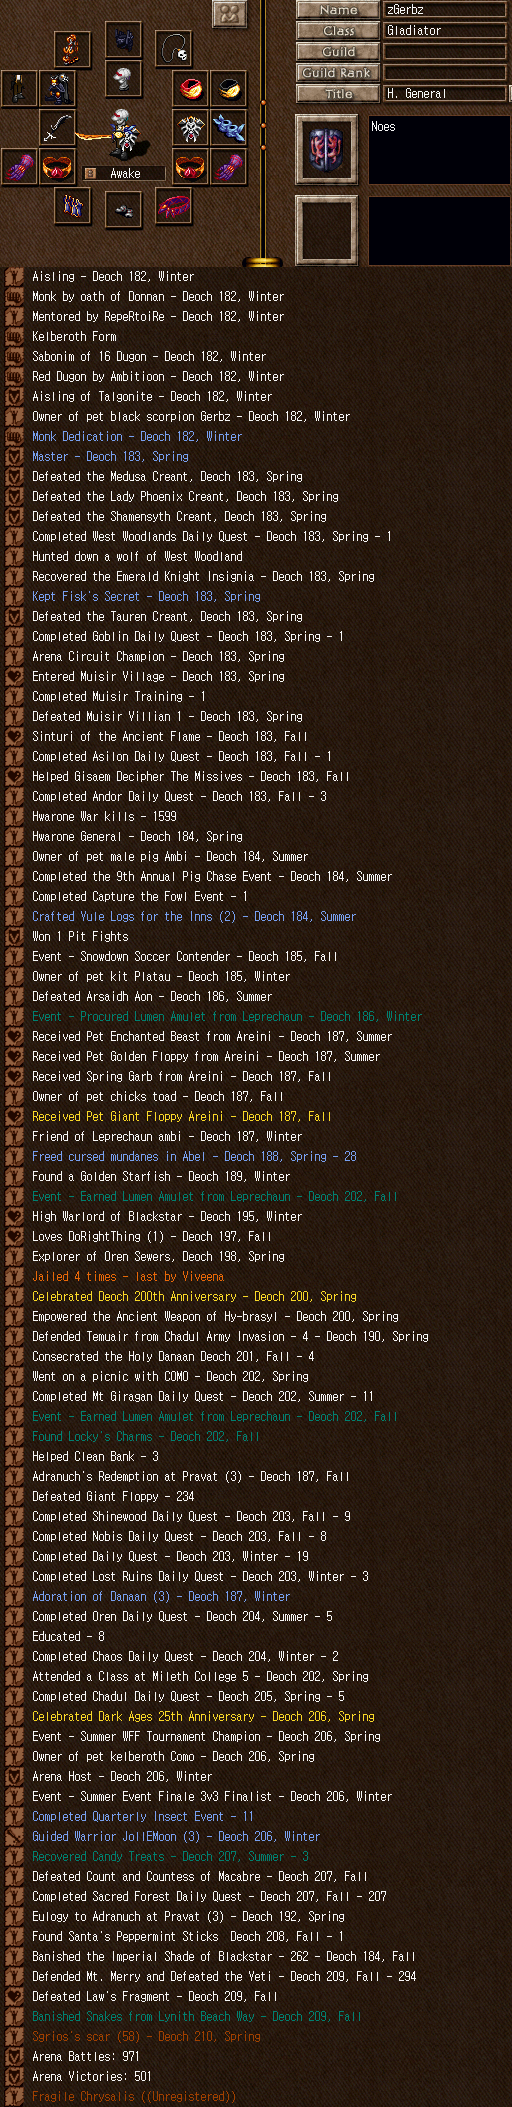 Name zGerbz
Class Gladiator
Guild
Guild Rank
Title H. General
Noes
Awake
Aisling - Deoch 182, Winter
Monk by oath of Donnan - Deoch 182, Winter
Mentored by RepeRtoiRe - Deoch 182, Winter
Kelberoth Form
Sabonim of 16 Dugon - Deoch 182, Winter
Red Dugon by Ambitioon - Deoch 182, Winter
Aisling of Talgonite - Deoch 182, Winter
Owner of pet black scorpion Gerbz - Deoch 182, Winter
Monk Dedication - Deoch 182, Winter
Master - Deoch 183, Spring
Defeated the Medusa Creant, Deoch 183, Spring
Defeated the Lady Phoenix Creant, Deoch 183, Spring
Defeated the Shamensyth Creant, Deoch 183, Spring
Completed West Woodlands Daily Quest - Deoch 183, Spring - 1
Hunted down a wolf of West Woodland
Recovered the Emerald Knight Insignia - Deoch 183, Spring
Kept Fisk's Secret - Deoch 183, Spring
Defeated the Tauren Creant, Deoch 183, Spring
Completed Goblin Daily Quest - Deoch 183, Spring - 1
Arena Circuit Champion - Deoch 183, Spring
Entered Muisir Village - Deoch 183, Spring
Completed Muisir Training - 1
Defeated Muisir Villian 1 - Deoch 183, Spring
Sinturi of the Ancient Flame - Deoch 183, Fall
Completed Asilon Daily Quest - Deoch 183, Fall - 1
Helped Gisaem Decipher The Missives - Deoch 183, Fall
Completed Andor Daily Quest - Deoch 183, Fall - 3
Hwarone War kills - 1599
Hwarone General - Deoch 184, Spring
Owner of pet male pig Ambi - Deoch 184, Summer
Completed the 9th Annual Pig Chase Event - Deoch 184, Summer
Completed Capture the Fowl Event - 1
Crafted Yule Logs for the Inns (2) - Deoch 184, Summer
Won 1 Pit Fights
Event - Snowdown Soccer Contender - Deoch 185, Fall
Owner of pet kit Platau - Deoch 185, Winter
Defeated Arsaidh Aon - Deoch 186, Summer
Event - Procured Lumen Amulet from Leprechaun - Deoch 186, Winter
Received Pet Enchanted Beast from Areini - Deoch 187, Summer
Received Pet Golden Floppy from Areini - Deoch 187, Summer
Received Spring Garb from Areini - Deoch 187, Fall
Owner of pet chicks toad - Deoch 187, Fall
Received Pet Giant Floppy Areini - Deoch 187, Fall
Friend of Leprechaun ambi - Deoch 187, Winter
Freed cursed mundanes in Abel - Deoch 188, Spring - 28
Found a Golden Starfish - Deoch 189, Winter
Event - Earned Lumen Amulet from Leprechaun - Deoch 202, Fall
High Warlord of Blackstar - Deoch 195, Winter
Loves DoRightThing (1) - Deoch 197, Fall
Explorer of Oren Sewers, Deoch 198, Spring
Jailed 4 times - last by Viveena
Celebrated Deoch 200th Anniversary - Deoch 200, Spring
Empowered the Ancient Weapon of Hy-brasyl - Deoch 200, Spring
Defended Temuair from Chadul Army Invasion - 4 - Deoch 190, Spring
Consecrated the Holy Danaan Deoch 201, Fall - 4
Went on a picnic with COMO - Deoch 202, Spring
Completed Mt Giragan Daily Quest - Deoch 202, Summer - 11
Event - Earned Lumen Amulet from Leprechaun - Deoch 202, Fall
Found Locky's Charms - Deoch 202, Fall
Helped Clean Bank - 3
Adranuch's Redemption at Pravat (3) - Deoch 187, Fall
Defeated Giant Floppy - 234
Completed Shinewood Daily Quest - Deoch 203, Fall - 9
Completed Nobis Daily Quest - Deoch 203, Fall - 8
Completed Daily Quest - Deoch 203, Winter - 19
Completed Lost Ruins Daily Quest - Deoch 203, Winter - 3
Adoration of Danaan (3) - Deoch 187, Winter
Completed Oren Daily Quest - Deoch 204, Summer - 5
Educated - 8
Completed Chaos Daily Quest - Deoch 204, Winter - 2
Attended a Class at Mileth College 5 - Deoch 202, Spring
Completed Chadul Daily Quest - Deoch 205, Spring - 5
Celebrated Dark Ages 25th Anniversary - Deoch 206, Spring
Event - Summer WFF Tournament Champion - Deoch 206, Spring
Owner of pet kelberoth Como - Deoch 206, Spring
Arena Host - Deoch 206, Winter
Event - Summer Event Finale 3v3 Finalist - Deoch 206, Winter
Completed Quarterly Insect Event - 11
Guided Warrior JollEMoon (3) - Deoch 206, Winter
Recovered Candy Treats - Deoch 207, Summer - 3
Defeated Count and Countess of Macabre - Deoch 207, Fall
Completed Sacred Forest Daily Quest - Deoch 207, Fall - 207
Eulogy to Adranuch at Pravat (3) - Deoch 192, Spring
Found Santa's Peppermint Sticks  Deoch 208, Fall - 1
Banished the Imperial Shade of Blackstar - 262 - Deoch 184, Fall
Defended Mt. Merry and Defeated the Yeti - Deoch 209, Fall - 294
Defeated Law's Fragment - Deoch 209, Fall
Banished Snakes from Lynith Beach Way - Deoch 209, Fall
Sgrios's scar (58) - Deoch 210, Spring
Arena Battles: 971
Arena Victories: 501
Fragile Chrysalis ((Unregistered))